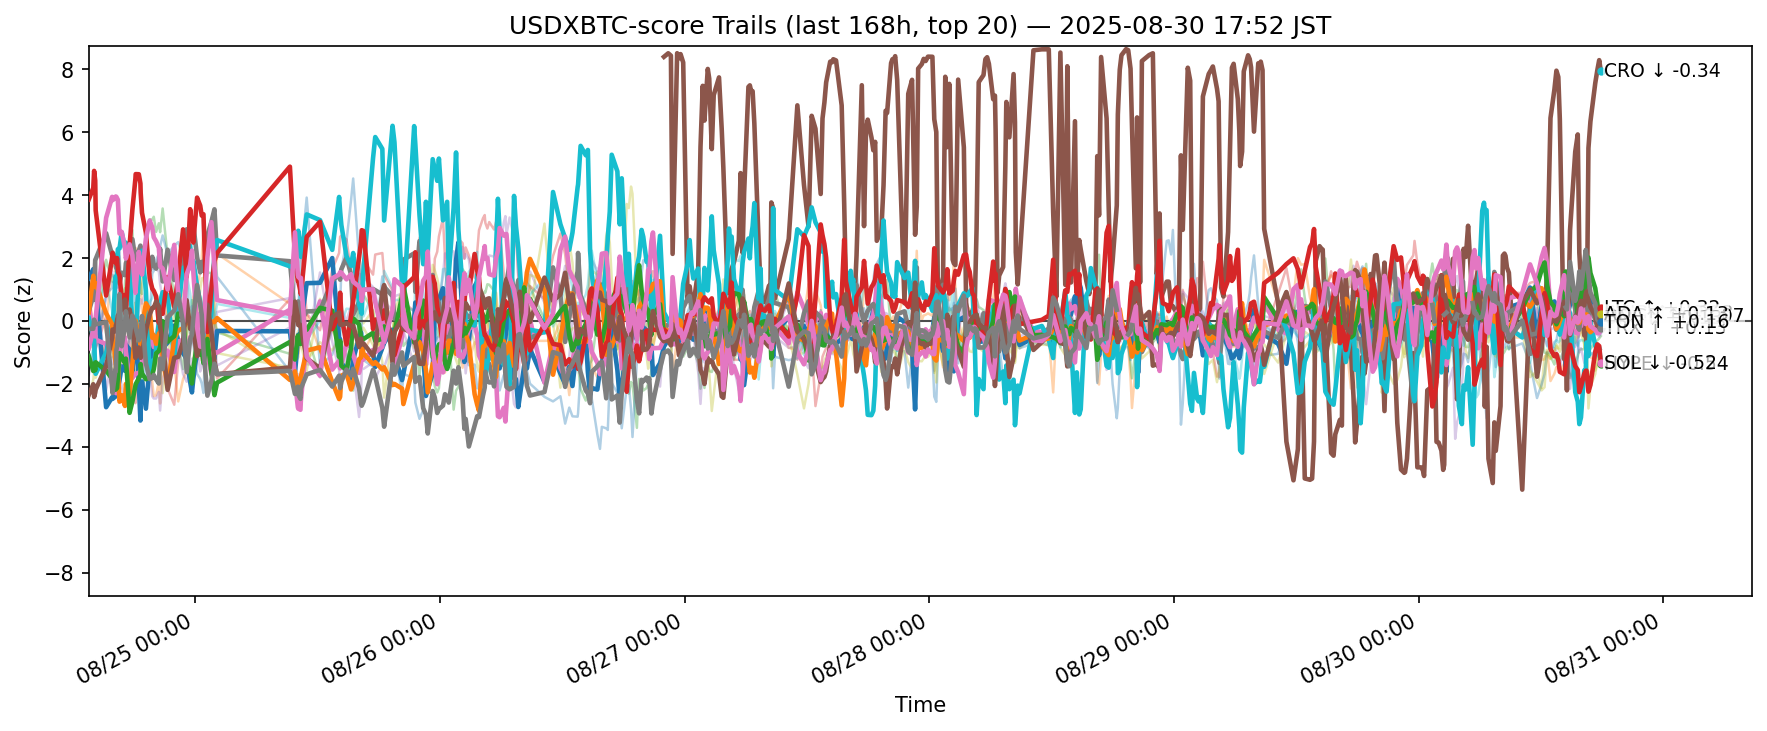 USDXBTC-score Trails (last 168h, top 20) — 2025-08-30 17:52 JST
Score (z)
8
6
4
2
0
−2
−4
−6
−8
CRO ↓ -0.34
TON ↑ +0.16
SOL ↓
08/25 00:00
08/26 00:00
08/27 00:00
08/28 00:00
08/29 00:00
08/30 00:00
08/31 00:00
Time